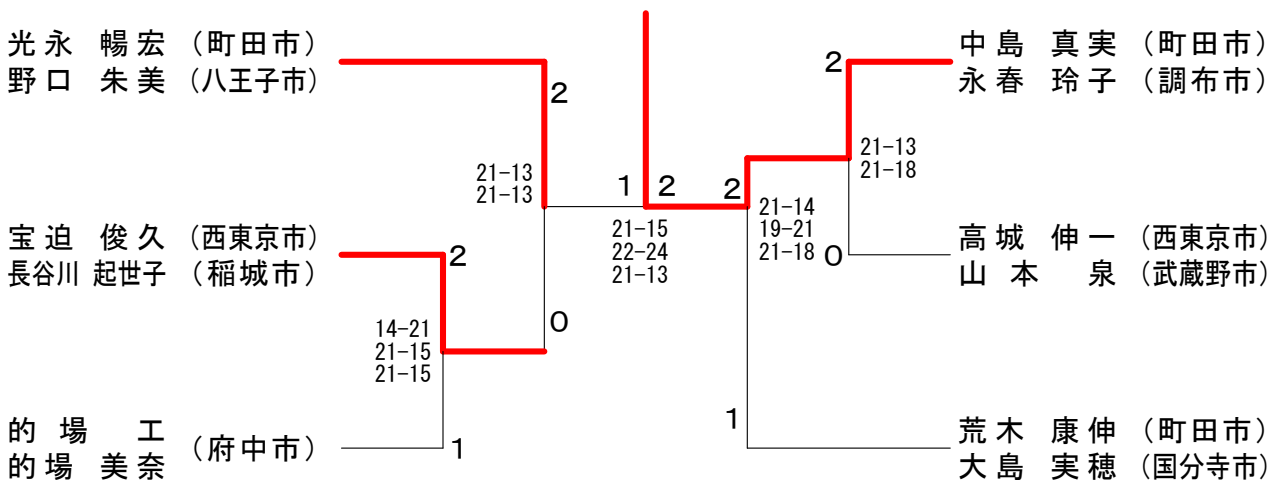 光永 暢宏 (町田市)
野口 朱美 (八王子市)
2
21-13
21-13
宝迫 俊久 (西東京市)
長谷川 起世子 (稲城市)
2
14-21
21-15
21-15
0
的場 工
的場 美奈
(府中市)
1
1
2
2
21-15
22-24
21-13
中島 真実 (町田市)
永春 玲子 (調布市)
2
21-13
21-18
21-14
19-21
21-18
高城 伸一 (西東京市)
山本 泉 (武蔵野市)
0
1
荒木 康伸 (町田市)
大島 実穂 (国分寺市)